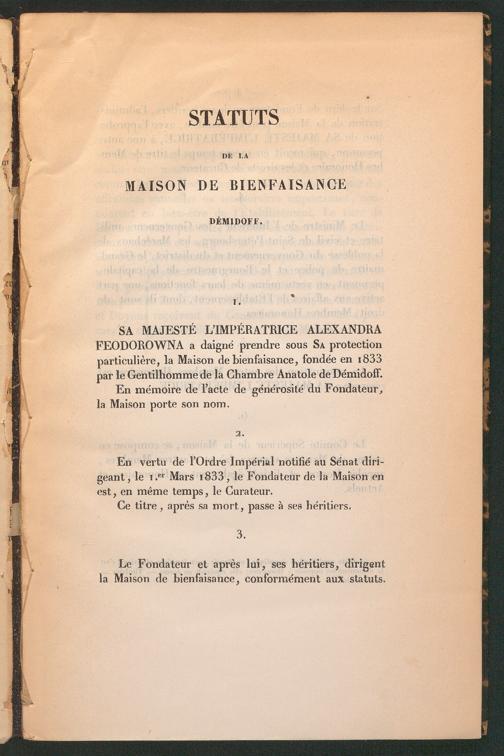 STATUTS
DE LA
MAISON DE BIENFAISANCE
DÉMIDOFF.
1.
SA MAJESTÉ L'IMPÉRATRICE ALEXANDRA
FEODOROWNA a daigné prendre sous SA protection
particulière, la Maison de bienfaisance, fondée en 1833
par le Gentilhomme de la Chambre Anatole de Démidoff.
En mémoire de l'acte de générosité du Fondateur,
la Maison porte son nom.
2.
En vertu de l'Ordre Impérial notifié au Sénat diri-
geant, le 1.er Mars 1833, le Fondateur de la Maison en
est, en même temps, le Curateur.
Ce titre, après sa mort, passe à ses héritiers.
3.
Le Fondateur et après lui, ses héritiers, dirigent
la Maison de bienfaisance, conformément aux statuts.